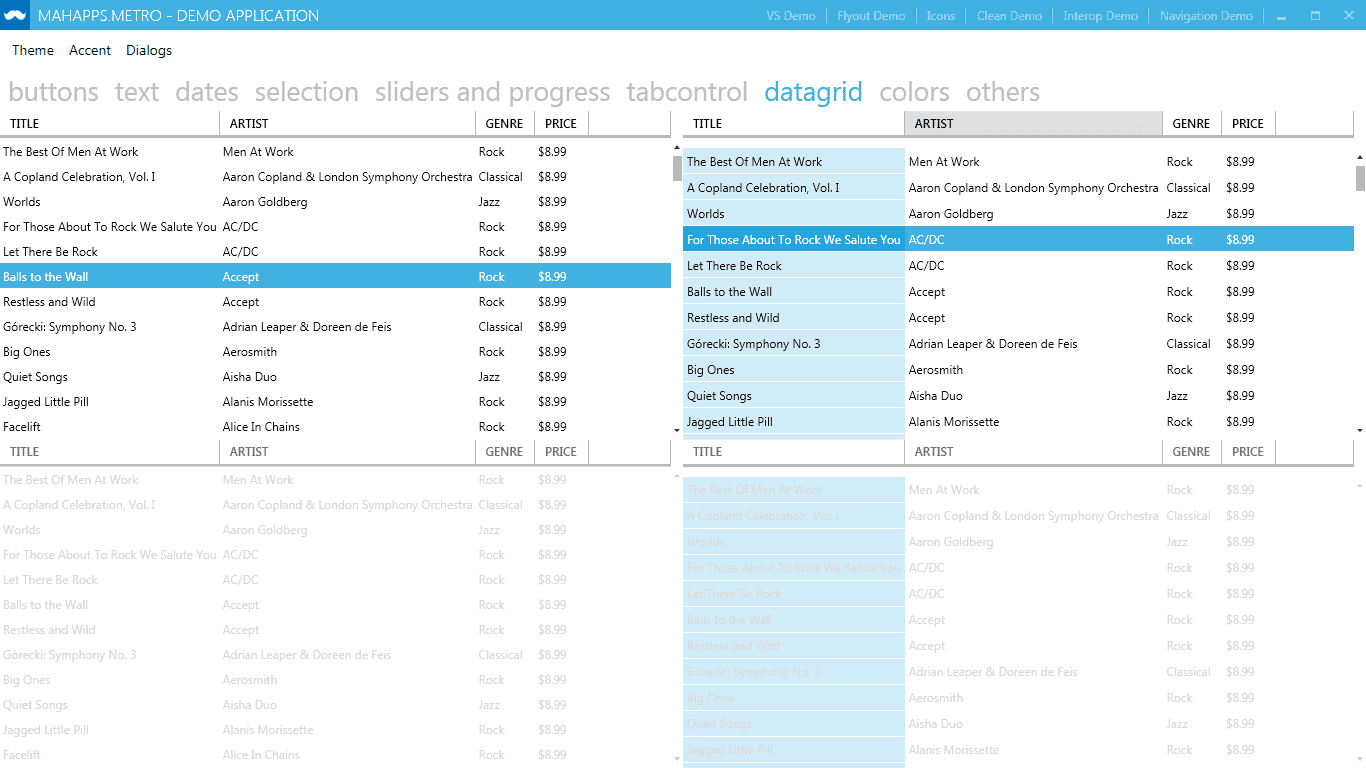 MAHAPPS.METRO - DEMO APPLICATION VS Demo Flyout Demo Icons Clean Demo Interop Demo Navigation Demo
Theme Accent Dialogs
buttons text dates selection sliders and progress tabcontrol datagrid colors others
TITLE ARTIST GENRE PRICE
The Best Of Men At Work Men At Work Rock $8.99
A Copland Celebration, Vol. I Aaron Copland & London Symphony Orchestra Classical $8.99
Worlds Aaron Goldberg Jazz $8.99
For Those About To Rock We Salute You AC/DC Rock $8.99
Let There Be Rock AC/DC Rock $8.99
Balls to the Wall Accept Rock $8.99
Restless and Wild Accept Rock $8.99
Górecki: Symphony No. 3 Adrian Leaper & Doreen de Feis Classical $8.99
Big Ones Aerosmith Rock $8.99
Quiet Songs Aisha Duo Jazz $8.99
Jagged Little Pill Alanis Morissette Rock $8.99
Facelift Alice In Chains Rock $8.99
TITLE ARTIST GENRE PRICE
The Best Of Men At Work Men At Work Rock $8.99
A Copland Celebration, Vol. I Aaron Copland & London Symphony Orchestra Classical $8.99
Worlds Aaron Goldberg Jazz $8.99
For Those About To Rock We Salute You AC/DC Rock $8.99
Let There Be Rock AC/DC Rock $8.99
Balls to the Wall Accept Rock $8.99
Restless and Wild Accept Rock $8.99
Górecki: Symphony No. 3 Adrian Leaper & Doreen de Feis Classical $8.99
Big Ones Aerosmith Rock $8.99
Quiet Songs Aisha Duo Jazz $8.99
Jagged Little Pill Alanis Morissette Rock $8.99
TITLE ARTIST GENRE PRICE
The Best Of Men At Work Men At Work Rock $8.99
A Copland Celebration, Vol. I Aaron Copland & London Symphony Orchestra Classical $8.99
Worlds Aaron Goldberg Jazz $8.99
For Those About To Rock We Salute You AC/DC Rock $8.99
Let There Be Rock AC/DC Rock $8.99
Balls to the Wall Accept Rock $8.99
Restless and Wild Accept Rock $8.99
Górecki: Symphony No. 3 Adrian Leaper & Doreen de Feis Classical $8.99
Big Ones Aerosmith Rock $8.99
Quiet Songs Aisha Duo Jazz $8.99
Jagged Little Pill Alanis Morissette Rock $8.99
Facelift Alice In Chains Rock $8.99
TITLE ARTIST GENRE PRICE
The Best Of Men At Work Men At Work Rock $8.99
A Copland Celebration, Vol. I Aaron Copland & London Symphony Orchestra Classical $8.99
Worlds Aaron Goldberg Jazz $8.99
For Those About To Rock We Salute You AC/DC Rock $8.99
Let There Be Rock AC/DC Rock $8.99
Balls to the Wall Accept Rock $8.99
Restless and Wild Accept Rock $8.99
Górecki: Symphony No. 3 Adrian Leaper & Doreen de Feis Classical $8.99
Big Ones Aerosmith Rock $8.99
Quiet Songs Aisha Duo Jazz $8.99
Jagged Little Pill Alanis Morissette Rock $8.99